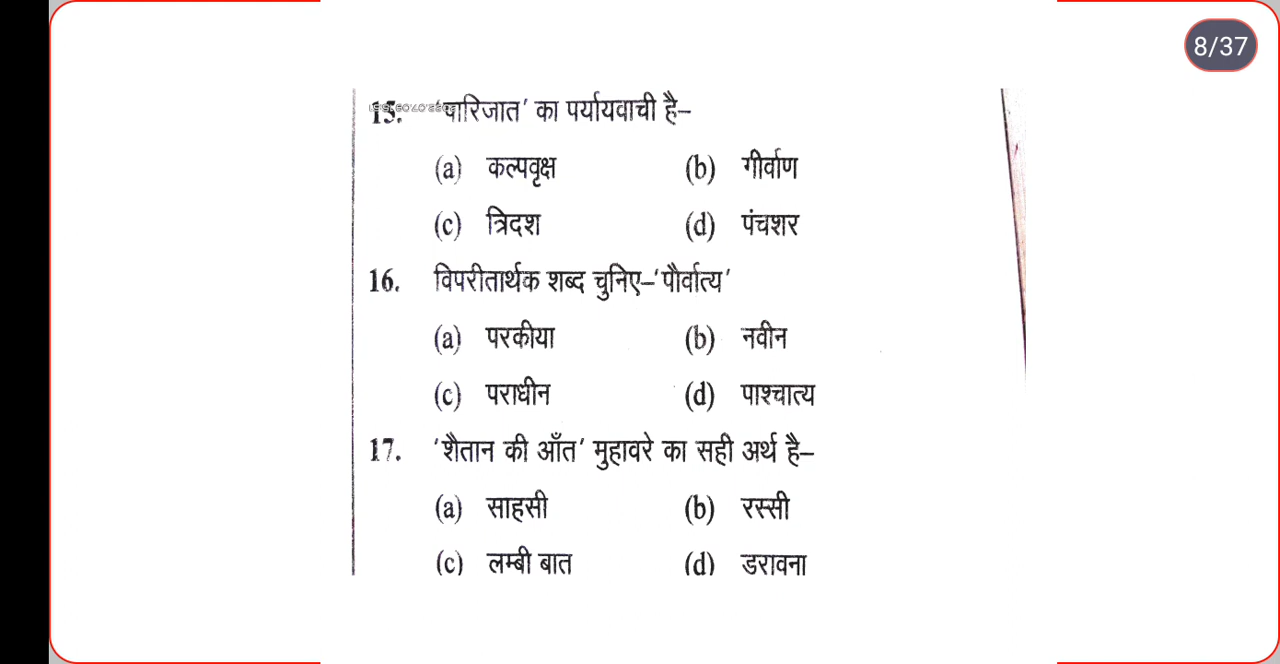 8/37
15. 'पारिजात' का पर्यायवाची है–
(a) कल्पवृक्ष (b) गीर्वाण
(c) त्रिदश (d) पंचशर
16. विपरीतार्थक शब्द चुनिए–'पौर्वात्य'
(a) परकीया (b) नवीन
(c) पराधीन (d) पाश्चात्य
17. 'शैतान की आँत' मुहावरे का सही अर्थ है–
(a) साहसी (b) रस्सी
(c) लम्बी बात (d) डरावना